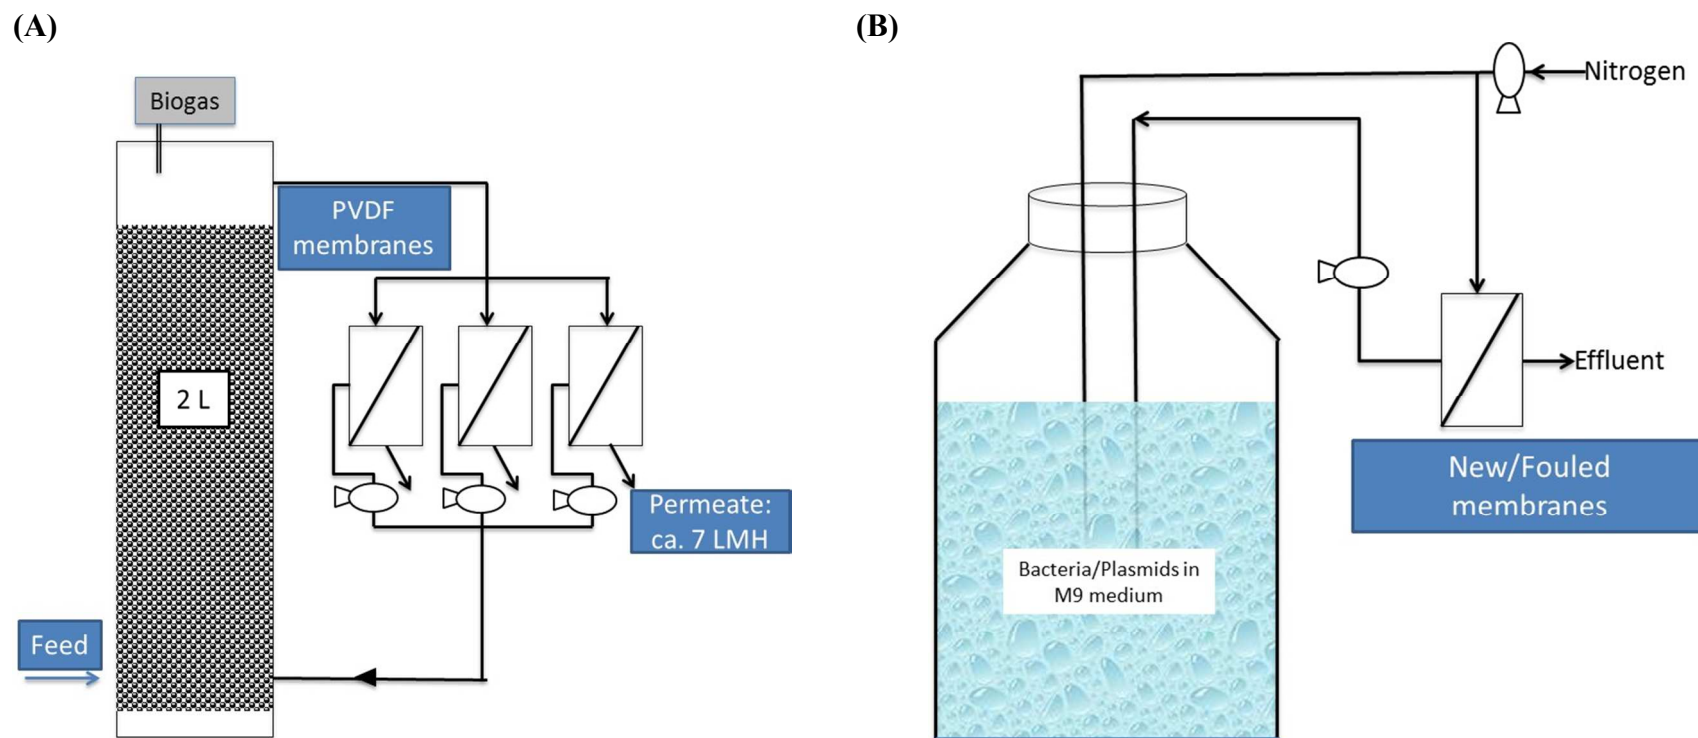 (A)
Biogas
PVDF
membranes
2 L
Permeate:
ca. 7 LMH
Feed
(B)
Nitrogen
Effluent
New/Fouled
membranes
Bacteria/Plasmids in
M9 medium